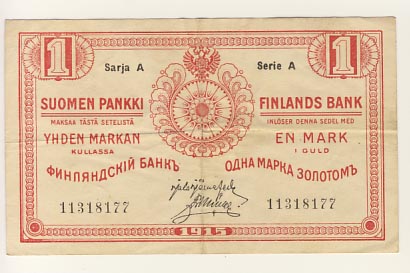 1 Sarja A Serie A 1
SUOMEN PANKKI FINLANDS BANK
MAKSAA TÄSTÄ SETELISTÄ INLÖSER DENNA SEDEL MED
YHDEN MARKAN EN MARK
KULLASSA I GULD
ФИНЛЯНДСКІЙ БАНКЪ ОДНА МАРКА ЗОЛОТОМЪ
11318177 11318177
1915